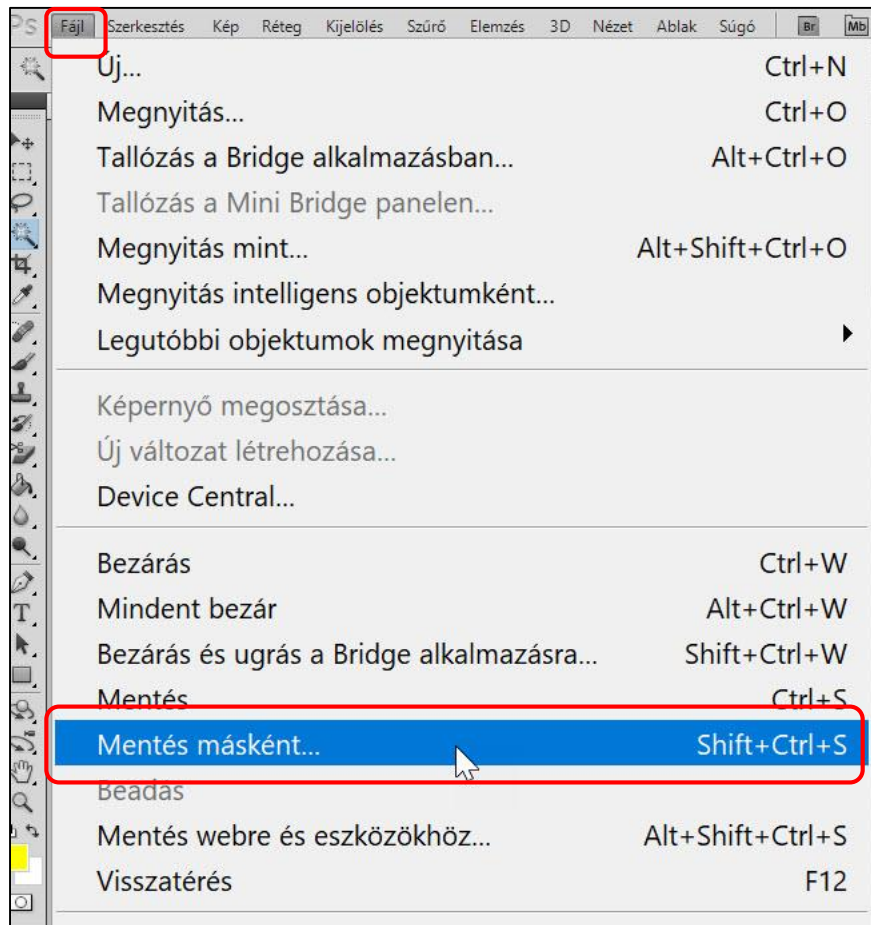 PS Fájl Szerkesztés Kép Réteg Kijelölés Szűrő Elemzés 3D Nézet Ablak Súgó Br Mb
Új... Ctrl+N
Megnyitás... Ctrl+O
Tallózás a Bridge alkalmazásban... Alt+Ctrl+O
Tallózás a Mini Bridge panelen...
Megnyitás mint... Alt+Shift+Ctrl+O
Megnyitás intelligens objektumként...
Legutóbbi objektumok megnyitása
Képernyő megosztása...
Új változat létrehozása...
Device Central...
Bezárás Ctrl+W
Mindent bezár Alt+Ctrl+W
Bezárás és ugrás a Bridge alkalmazásra... Shift+Ctrl+W
Mentés Ctrl+S
Mentés másként... Shift+Ctrl+S
Beadás
Mentés webre és eszközökhöz... Alt+Shift+Ctrl+S
Visszatérés F12